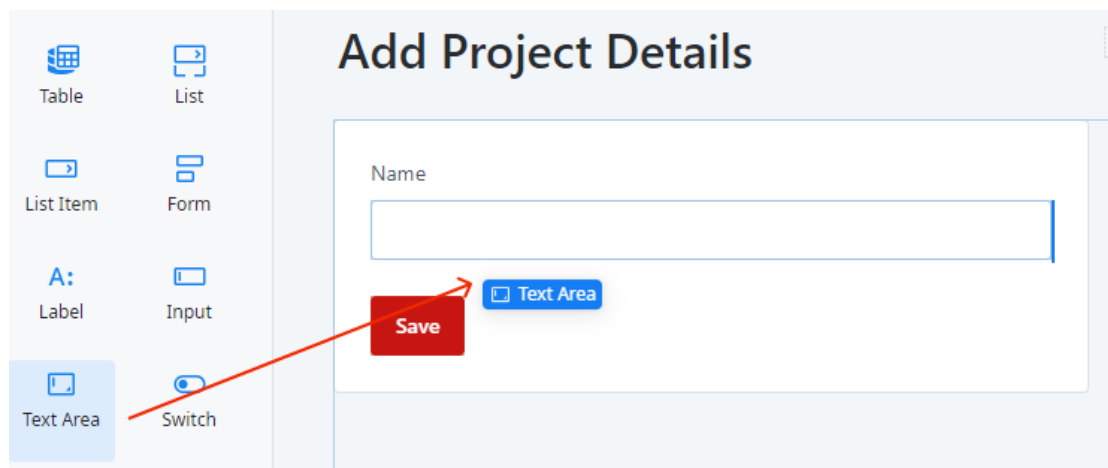 Add Project Details
Table
List
List Item
Form
Label
Input
Text Area
Switch
Name
Text Area
Save